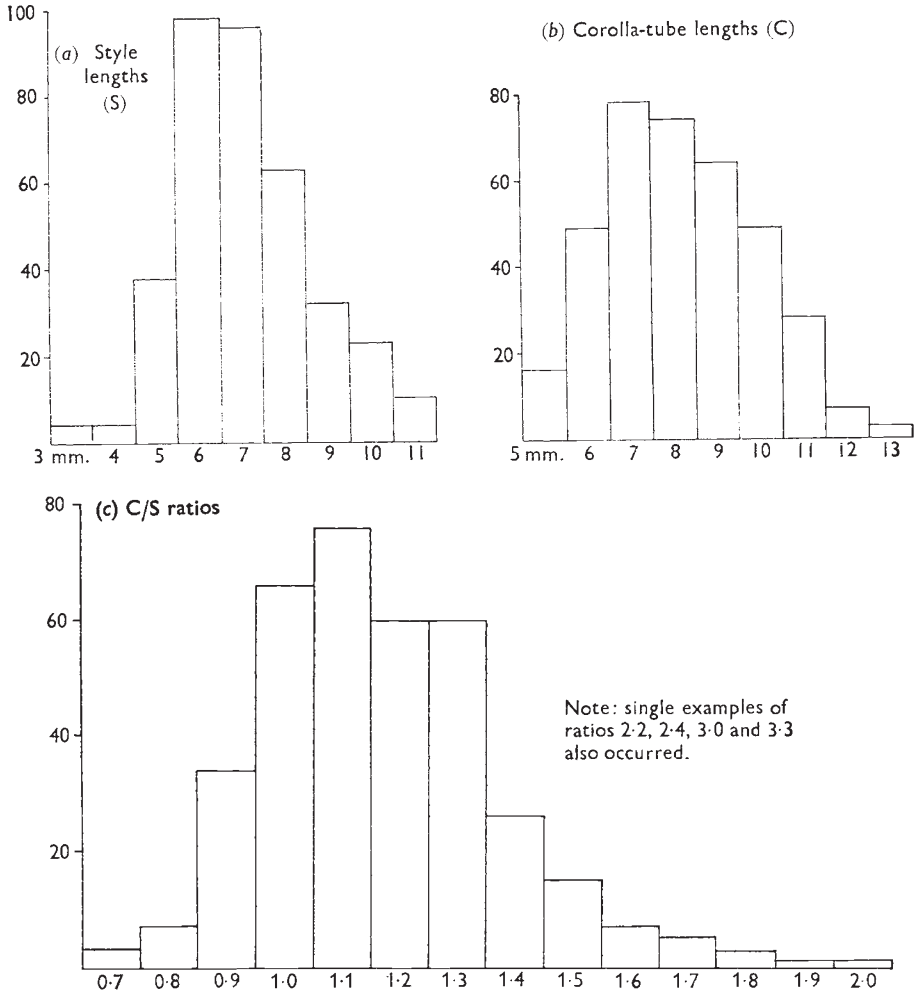 100
80
60
40
20
(a) Style
lengths
(S)
3 mm. 4 5 6 7 8 9 10 11
(b) Corolla-tube lengths (C)
80
60
40
20
5 mm. 6 7 8 9 10 11 12 13
(c) C/S ratios
80
60
40
20
Note: single examples of
ratios 2·2, 2·4, 3·0 and 3·3
also occurred.
0·7 0·8 0·9 1·0 1·1 1·2 1·3 1·4 1·5 1·6 1·7 1·8 1·9 2·0